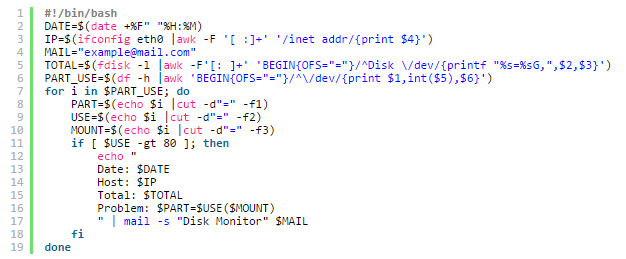 1 #!/bin/bash
2 DATE=$(date +%F" "%H:%M)
3 IP=$(ifconfig eth0 |awk -F '[ :]+' '/inet addr/{print $4}')
4 MAIL="example@mail.com"
5 TOTAL=$(fdisk -l |awk -F'[: ]+' 'BEGIN{OFS="="}/^Disk \/dev/{printf "%s=%sG,",$2,$3}')
6 PART_USE=$(df -h |awk 'BEGIN{OFS="="}/^\/dev/{print $1,int($5),$6}')
7 for i in $PART_USE; do
8     PART=$(echo $i |cut -d"=" -f1)
9     USE=$(echo $i |cut -d"=" -f2)
10     MOUNT=$(echo $i |cut -d"=" -f3)
11     if [ $USE -gt 80 ]; then
12         echo "
13         Date: $DATE
14         Host: $IP
15         Total: $TOTAL
16         Problem: $PART=$USE($MOUNT)
17         " | mail -s "Disk Monitor" $MAIL
18     fi
19 done